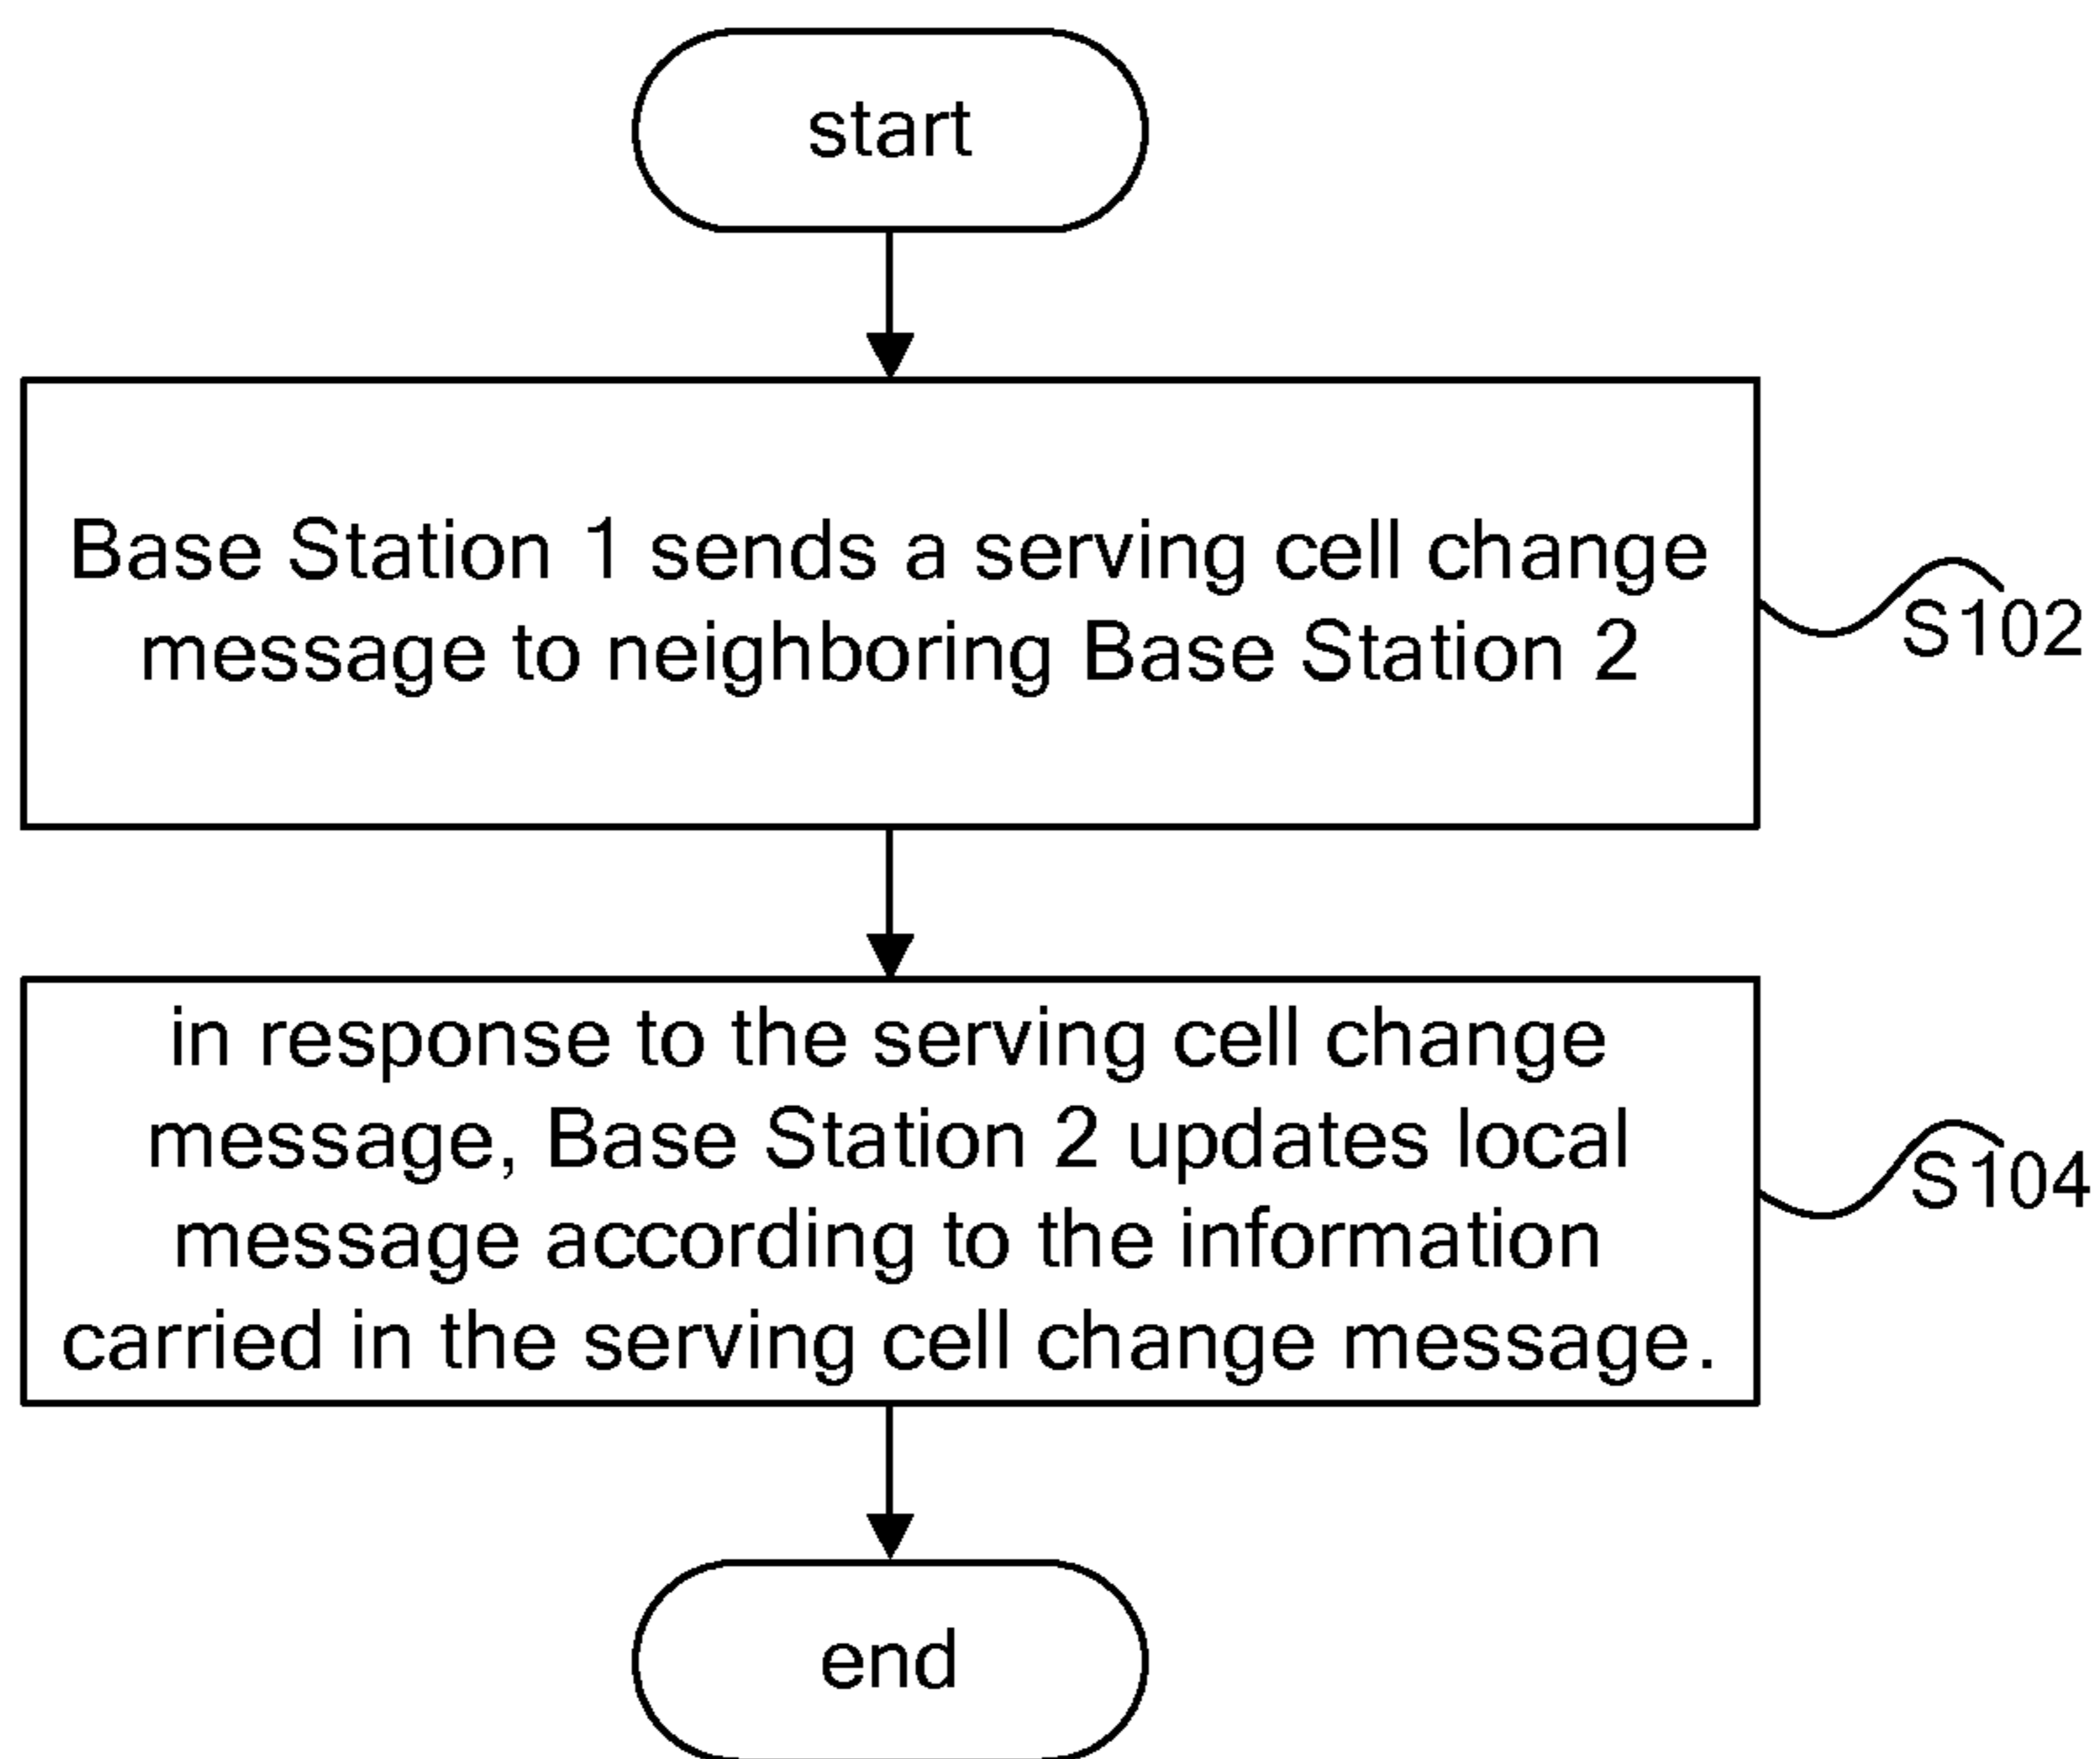 start
Base Station 1 sends a serving cell change
message to neighboring Base Station 2
S102
in response to the serving cell change
message, Base Station 2 updates local
message according to the information
carried in the serving cell change message.
S104
end